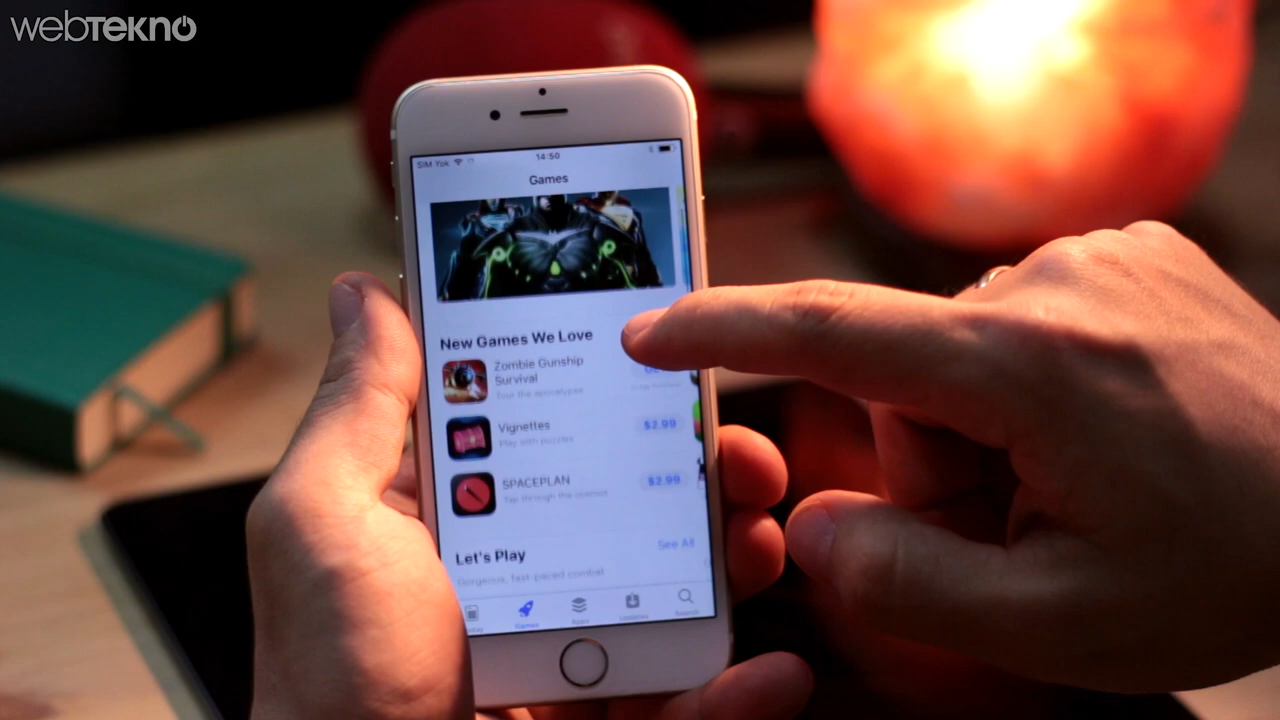 webTEKNO
SIM Yok
14:50
Games
New Games We Love
Zombie Gunship
Survival
Tour the apocalypse
Vignettes
$2.99
Play with puzzles
SPACEPLAN
$2.99
Tap through the cosmos
Let's Play
See All
Gorgeous, fast-paced combat
Games
Apps
Updates
Search